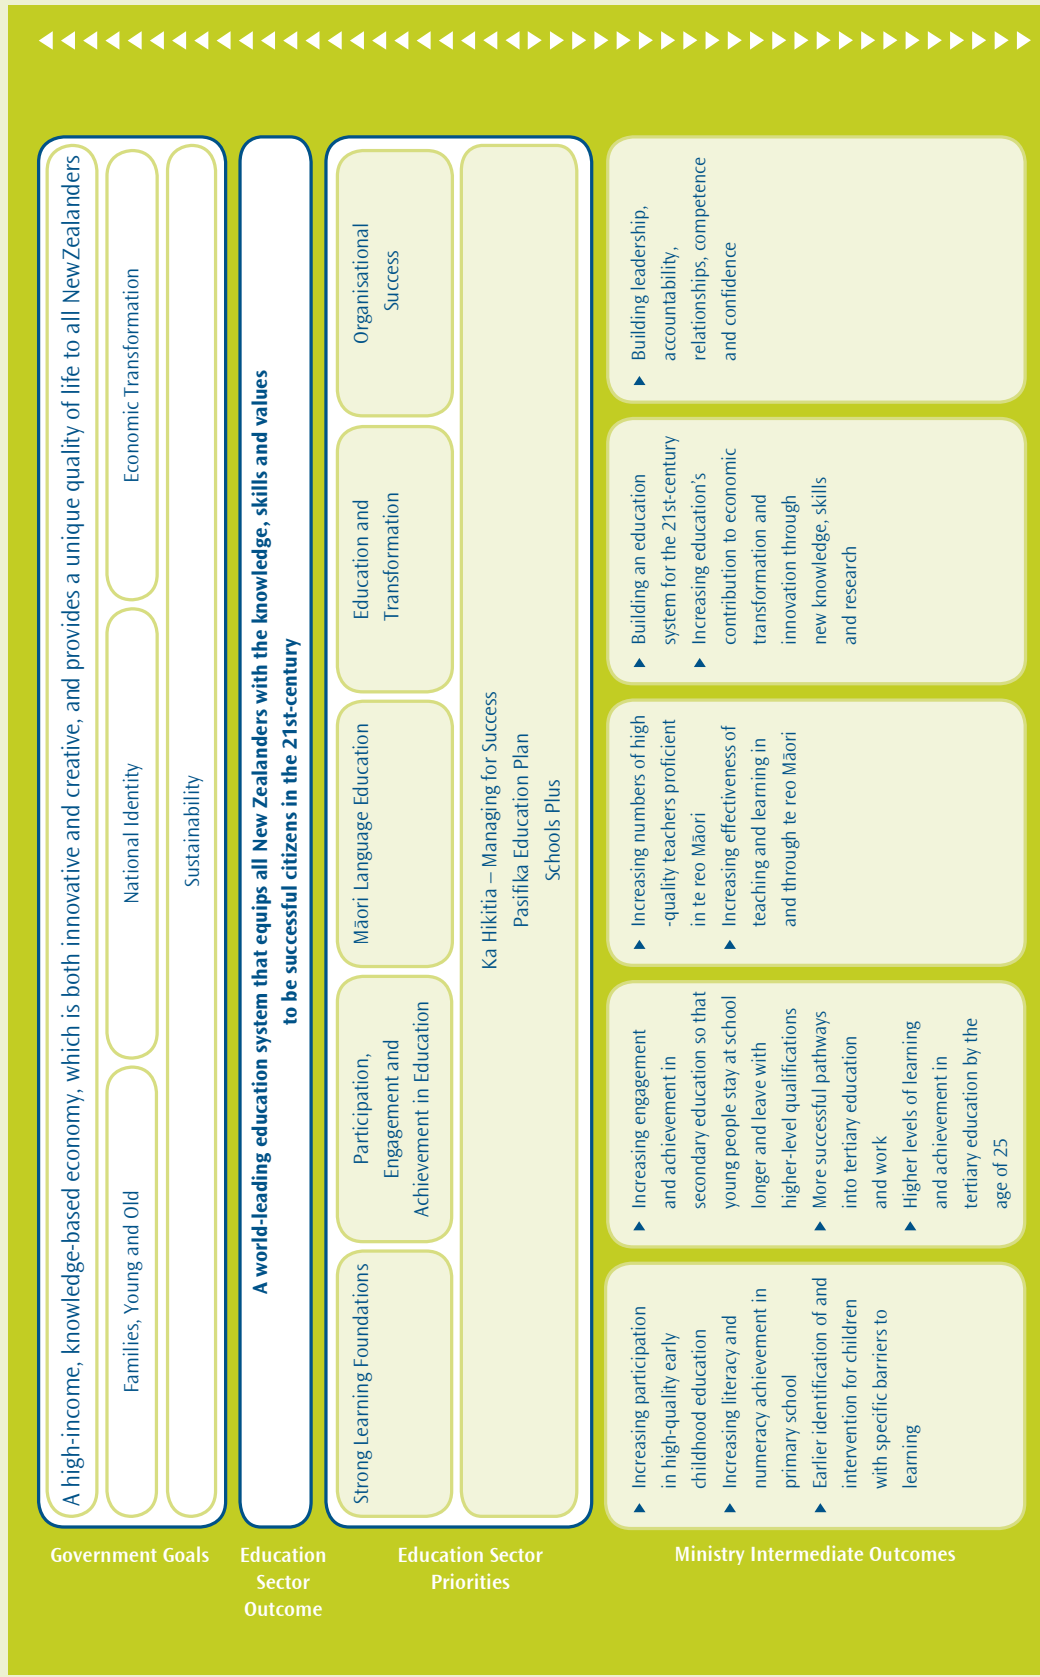 Government Goals
A high-income, knowledge-based economy, which is both innovative and creative, and provides a unique quality of life to all New Zealanders
Families, Young and Old
National Identity
Economic Transformation
Sustainability
Education
Sector
Outcome
A world-leading education system that equips all New Zealanders with the knowledge, skills and values
to be successful citizens in the 21st-century
Education Sector
Priorities
Strong Learning Foundations
Participation,
Engagement and
Achievement in Education
Māori Language Education
Education and
Transformation
Organisational
Success
Ka Hikitia – Managing for Success
Pasifika Education Plan
Schools Plus
Ministry Intermediate Outcomes
Increasing participation
in high-quality early
childhood education
Increasing literacy and
numeracy achievement in
primary school
Earlier identification of and
intervention for children
with specific barriers to
learning
Increasing engagement
and achievement in
secondary education so that
young people stay at school
longer and leave with
higher-level qualifications
More successful pathways
into tertiary education
and work
Higher levels of learning
and achievement in
tertiary education by the
age of 25
Increasing numbers of high
-quality teachers proficient
in te reo Māori
Increasing effectiveness of
teaching and learning in
and through te reo Māori
Building an education
system for the 21st-century
Increasing education's
contribution to economic
transformation and
innovation through
new knowledge, skills
and research
Building leadership,
accountability,
relationships, competence
and confidence